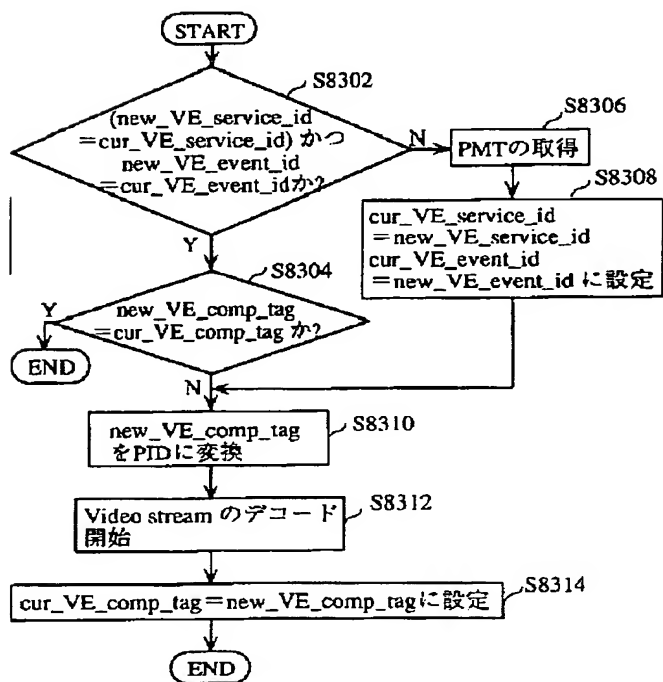 START
S8302
(new_VE_service_id
=cur_VE_service_id) かつ
new_VE_event_id
=cur_VE_event_idか?
N
S8306
PMTの取得
S8308
cur_VE_service_id
=new_VE_service_id
cur_VE_event_id
=new_VE_event_id に設定
Y
S8304
new_VE_comp_tag
=cur_VE_comp_tag か?
Y
END
N
new_VE_comp_tag
をPIDに変換
S8310
Video stream のデコード
開始
S8312
cur_VE_comp_tag=new_VE_comp_tagに設定
S8314
END